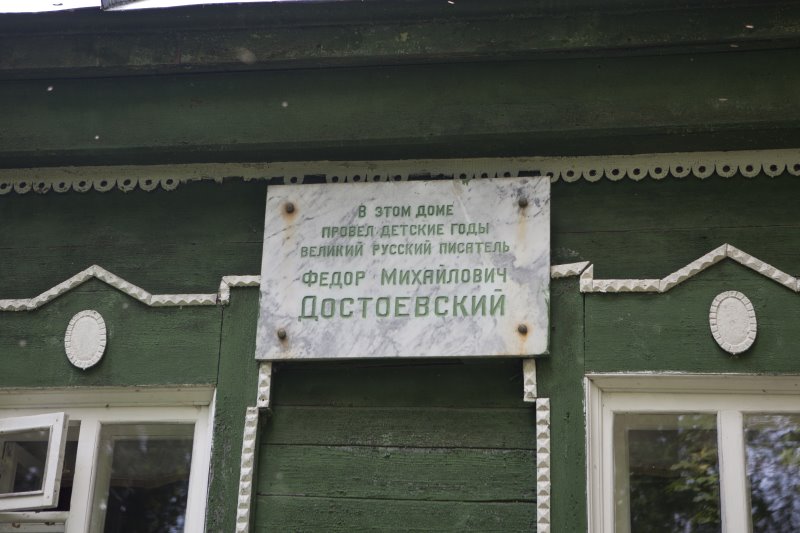 В ЭТОМ ДОМЕ
ПРОВЕЛ ДЕТСКИЕ ГОДЫ
ВЕЛИКИЙ РУССКИЙ ПИСАТЕЛЬ
ФЕДОР МИХАЙЛОВИЧ
ДОСТОЕВСКИЙ